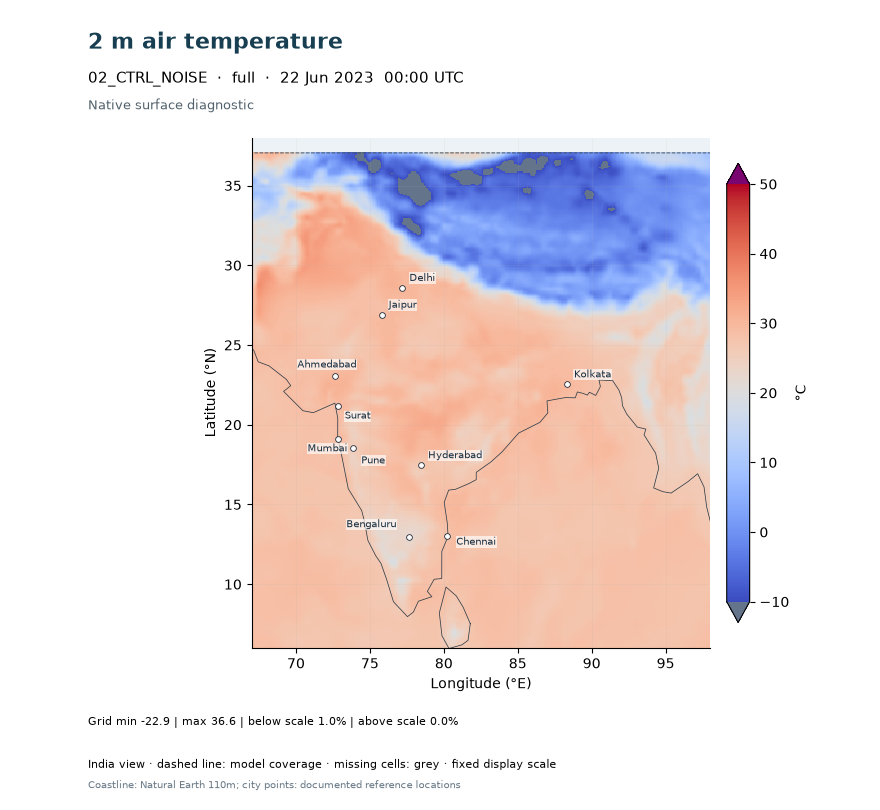 2 m air temperature
02_CTRL_NOISE · full · 22 Jun 2023 00:00 UTC
Native surface diagnostic
35
30
25
20
15
10
Latitude (°N)
Delhi
Jaipur
Ahmedabad
Kolkata
Surat
Mumbai
Pune
Hyderabad
Bengaluru
Chennai
70
75
80
85
90
95
Longitude (°E)
50
40
30
20
10
0
−10
°C
Grid min -22.9 | max 36.6 | below scale 1.0% | above scale 0.0%
India view · dashed line: model coverage · missing cells: grey · fixed display scale
Coastline: Natural Earth 110m; city points: documented reference locations